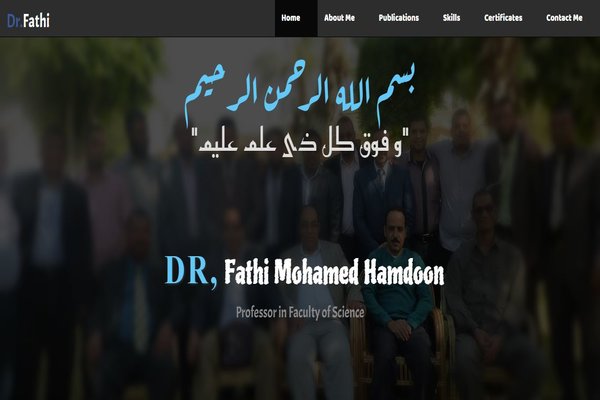 Dr.Fathi
Home About Me Publications Skills Certificates Contact Me
بسم الله الرحمن الرحيم
"و فوق كل ذى علم عليم"
DR, Fathi Mohamed Hamdoon
Professor in Faculty of Science